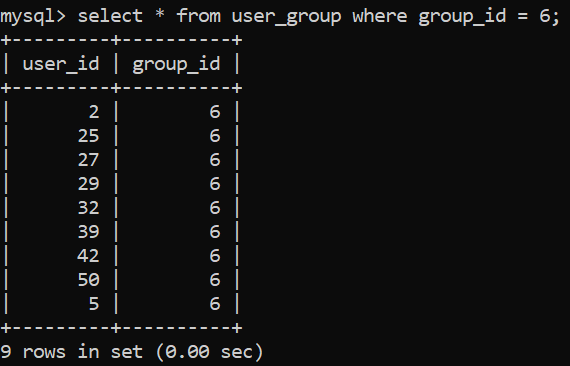 mysql> select * from user_group where group_id = 6;
+---------+----------+
| user_id | group_id |
+---------+----------+
|       2 |        6 |
|      25 |        6 |
|      27 |        6 |
|      29 |        6 |
|      32 |        6 |
|      39 |        6 |
|      42 |        6 |
|      50 |        6 |
|       5 |        6 |
+---------+----------+
9 rows in set (0.00 sec)